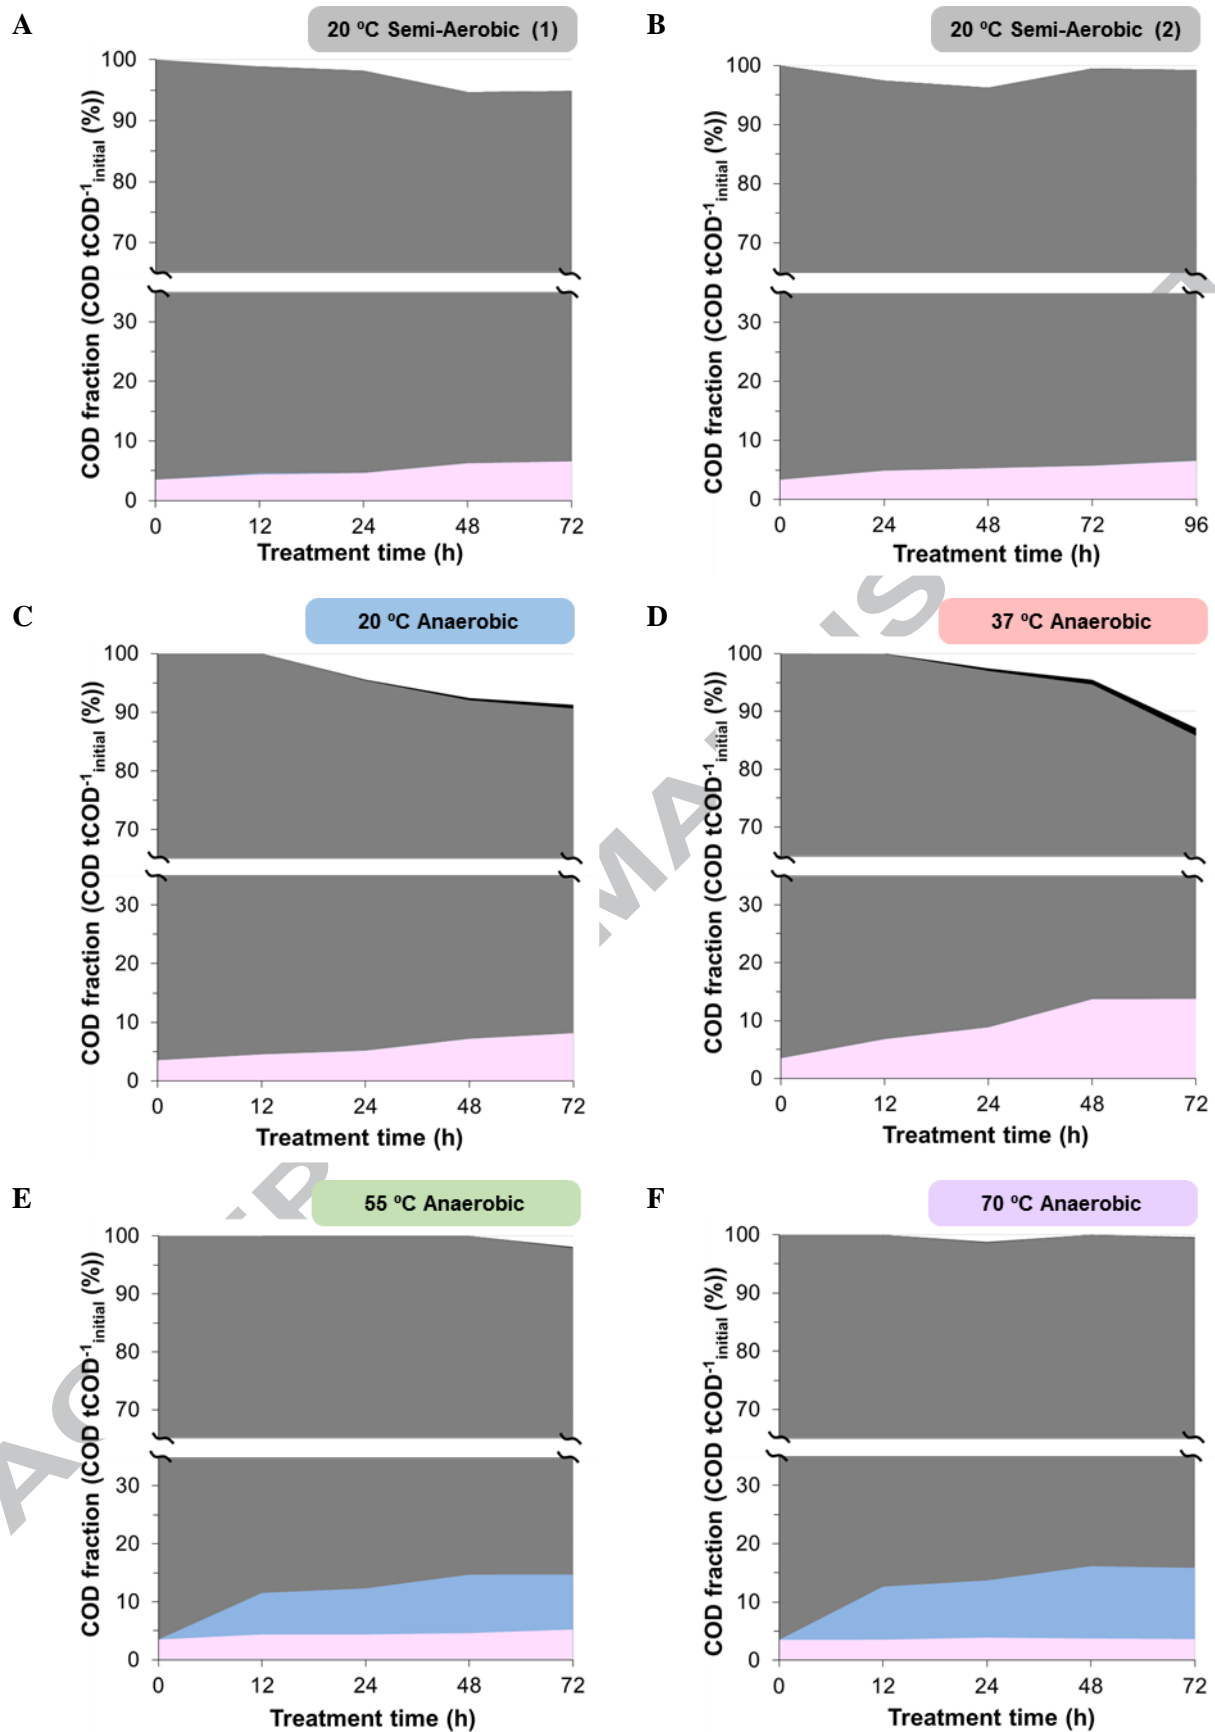 A
20 ºC Semi-Aerobic (1)
COD fraction (COD tCOD-1initial (%))
100
90
80
70
30
20
10
0
0 12 24 48 72
Treatment time (h)
B
20 ºC Semi-Aerobic (2)
COD fraction (COD tCOD-1initial (%))
100
90
80
70
30
20
10
0
0 24 48 72 96
Treatment time (h)
C
20 ºC Anaerobic
COD fraction (COD tCOD-1initial (%))
100
90
80
70
30
20
10
0
0 12 24 48 72
Treatment time (h)
D
37 ºC Anaerobic
COD fraction (COD tCOD-1initial (%))
100
90
80
70
30
20
10
0
0 12 24 48 72
Treatment time (h)
E
55 ºC Anaerobic
COD fraction (COD tCOD-1initial (%))
100
90
80
70
30
20
10
0
0 12 24 48 72
Treatment time (h)
F
70 ºC Anaerobic
COD fraction (COD tCOD-1initial (%))
100
90
80
70
30
20
10
0
0 12 24 48 72
Treatment time (h)